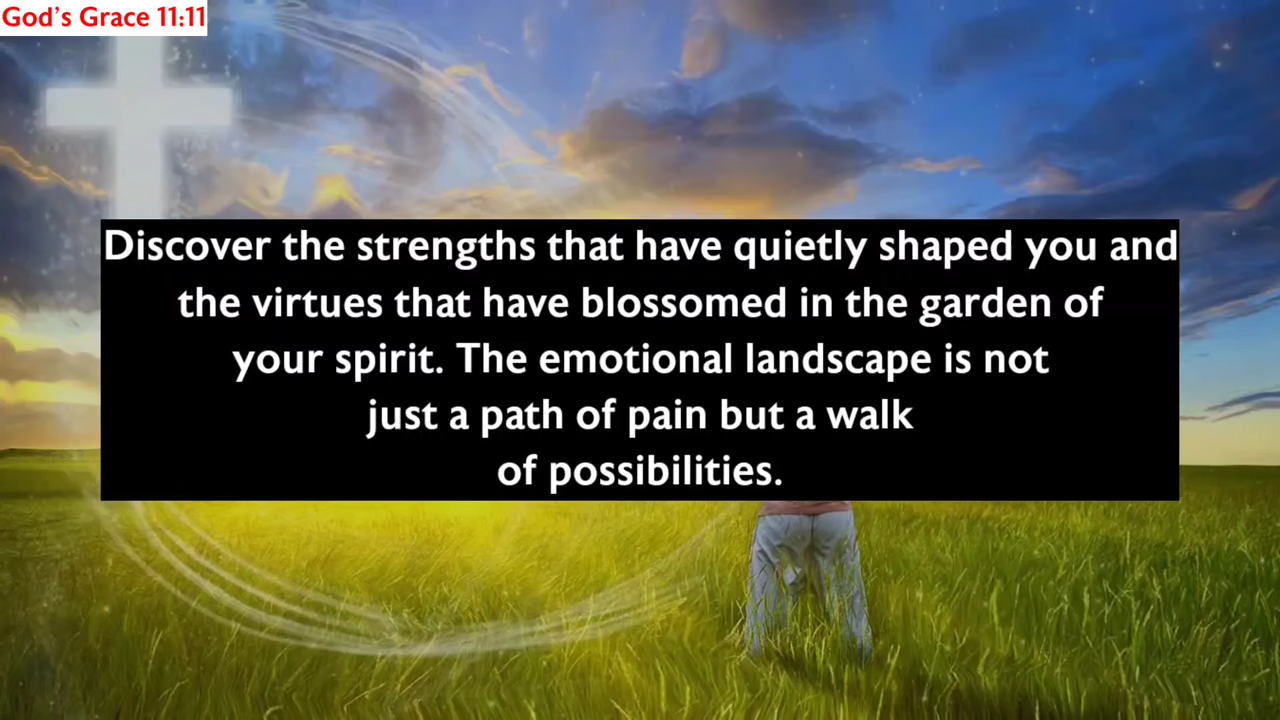 God's Grace 11:11
Discover the strengths that have quietly shaped you and
the virtues that have blossomed in the garden of
your spirit. The emotional landscape is not
just a path of pain but a walk
of possibilities.